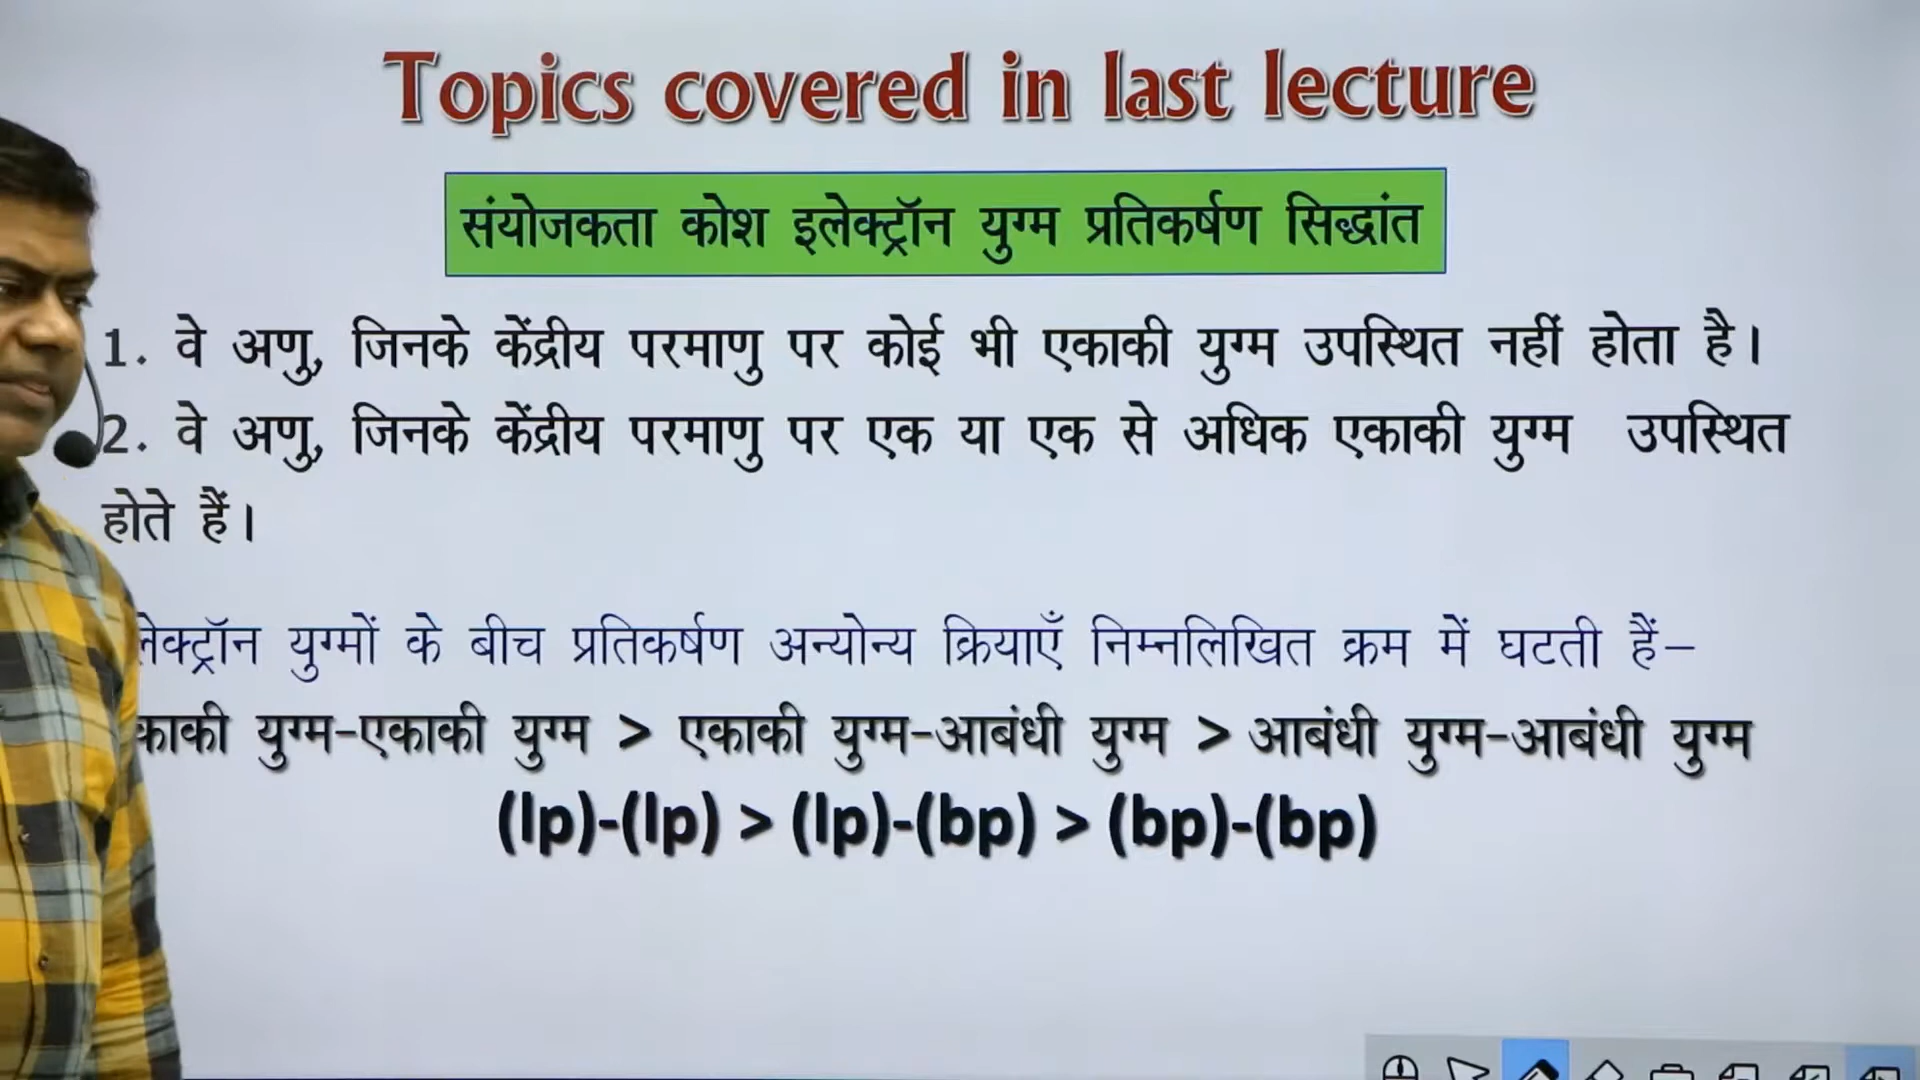 Topics covered in last lecture
संयोजकता कोश इलेक्ट्रॉन युग्म प्रतिकर्षण सिद्धांत
1. वे अणु, जिनके केंद्रीय परमाणु पर कोई भी एकाकी युग्म उपस्थित नहीं होता है।
2. वे अणु, जिनके केंद्रीय परमाणु पर एक या एक से अधिक एकाकी युग्म उपस्थित
होते हैं।
लेक्ट्रॉन युग्मों के बीच प्रतिकर्षण अन्योन्य क्रियाएँ निम्नलिखित क्रम में घटती हैं–
काकी युग्म-एकाकी युग्म > एकाकी युग्म-आबंधी युग्म > आबंधी युग्म-आबंधी युग्म
(lp)-(lp) > (lp)-(bp) > (bp)-(bp)